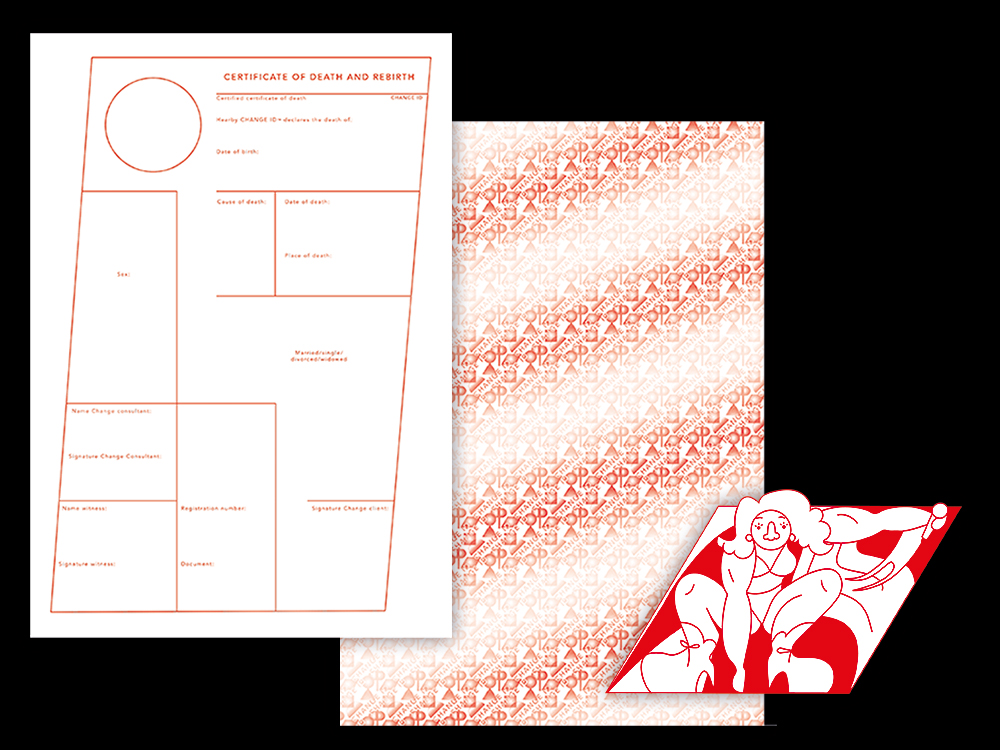 CERTIFICATE OF DEATH AND REBIRTH
Certified certificate of death
CHANGE ID
Hearby CHANGE ID® declares the death of:
Date of birth:
Cause of death:
Date of death:
Place of death:
Sex:
Married/single/
divorced/widowed
Name Change consultant:
Signature Change Consultant:
Name witness:
Registration number:
Signature Change client:
Signature witness:
Document: